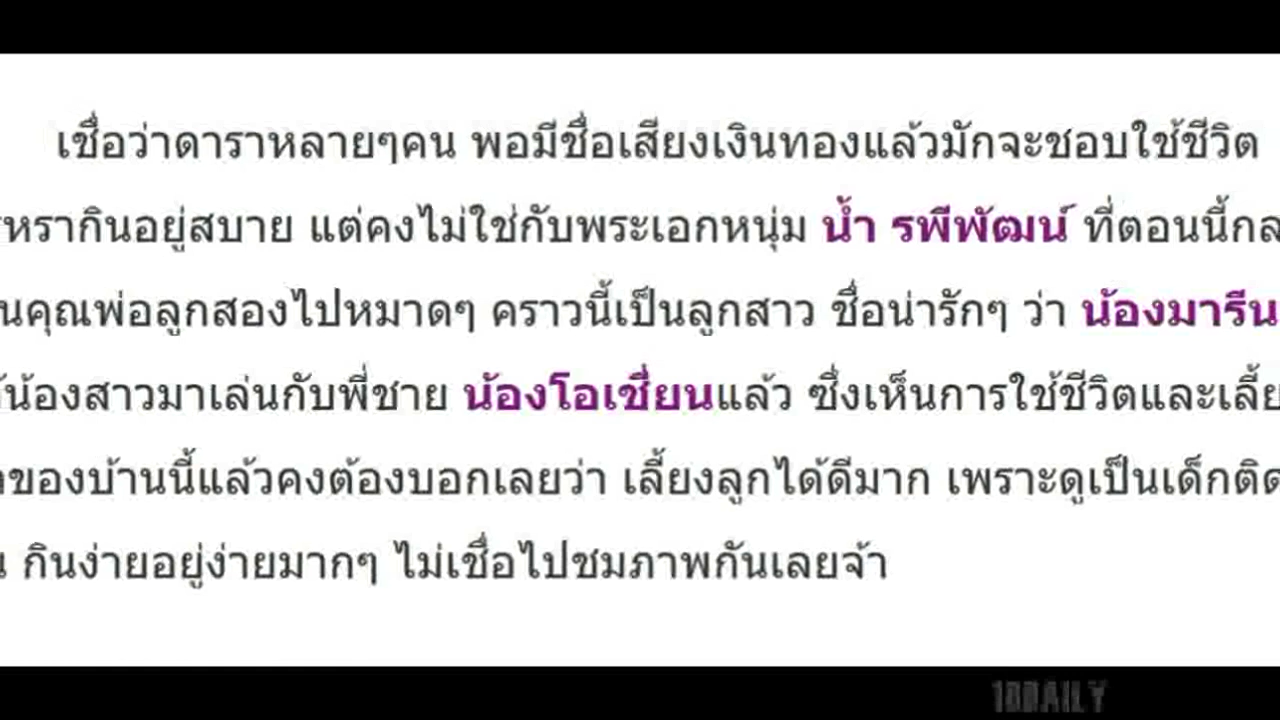 เชื่อว่าดาราหลายๆคน พอมีชื่อเสียงเงินทองแล้วมักจะชอบใช้ชีวิต
หรากินอยู่สบาย แต่คงไม่ใช่กับพระเอกหนุ่ม น้ำ รพีพัฒน์ ที่ตอนนี้กล
นคุณพ่อลูกสองไปหมาดๆ คราวนี้เป็นลูกสาว ชื่อน่ารักๆ ว่า น้องมารีน
น้องสาวมาเล่นกับพี่ชาย น้องโอเชี่ยนแล้ว ซึ่งเห็นการใช้ชีวิตและเลี้ย
ของบ้านนี้แล้วคงต้องบอกเลยว่า เลี้ยงลูกได้ดีมาก เพราะดูเป็นเด็กติด
กินง่ายอยู่ง่ายมากๆ ไม่เชื่อไปชมภาพกันเลยจ้า